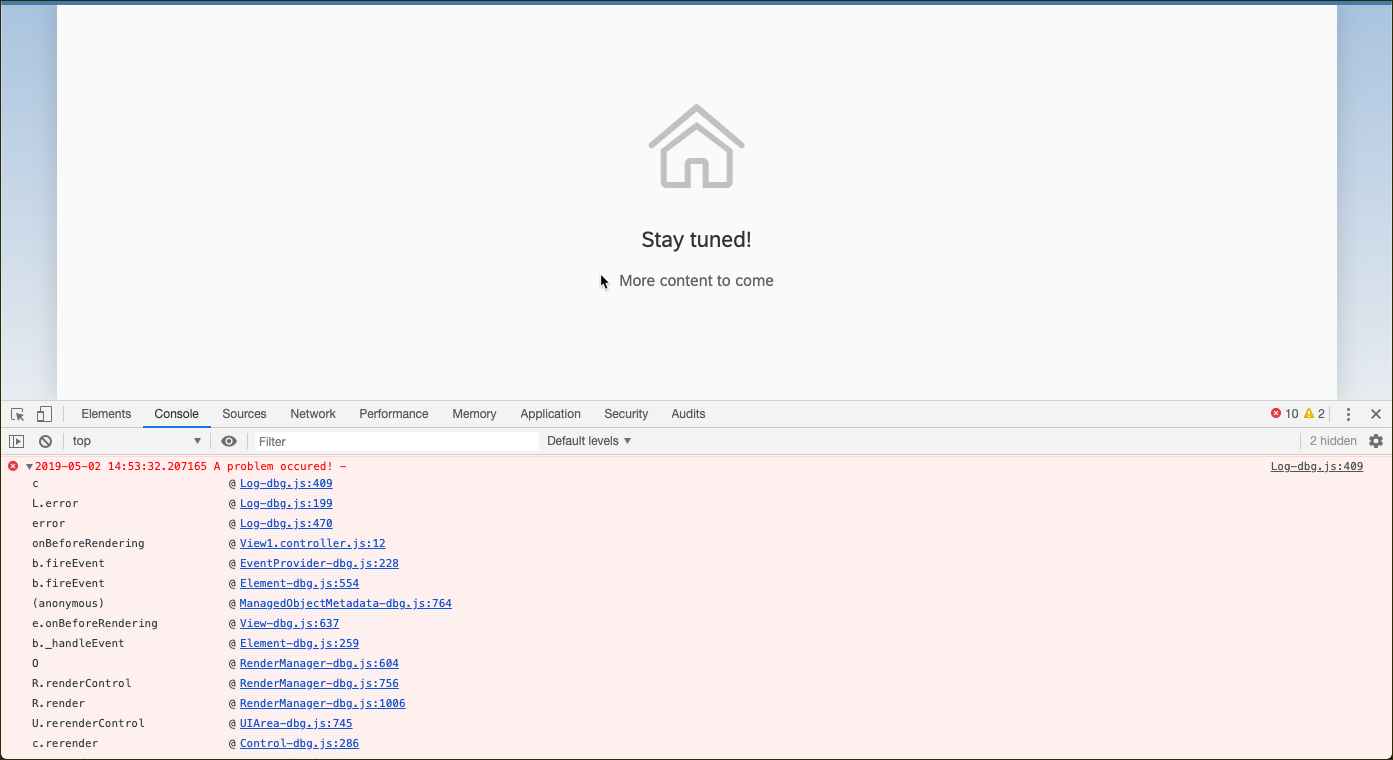 Stay tuned!
More content to come
Elements Console Sources Network Performance Memory Application Security Audits 10 2
top Filter Default levels 2 hidden
2019-05-02 14:53:32.207165 A problem occured! – Log-dbg.js:409
c @ Log-dbg.js:409
L.error @ Log-dbg.js:199
error @ Log-dbg.js:470
onBeforeRendering @ View1.controller.js:12
b.fireEvent @ EventProvider-dbg.js:228
b.fireEvent @ Element-dbg.js:554
(anonymous) @ ManagedObjectMetadata-dbg.js:764
e.onBeforeRendering @ View-dbg.js:637
b._handleEvent @ Element-dbg.js:259
O @ RenderManager-dbg.js:604
R.renderControl @ RenderManager-dbg.js:756
R.render @ RenderManager-dbg.js:1006
U.rerenderControl @ UIArea-dbg.js:745
c.rerender @ Control-dbg.js:286